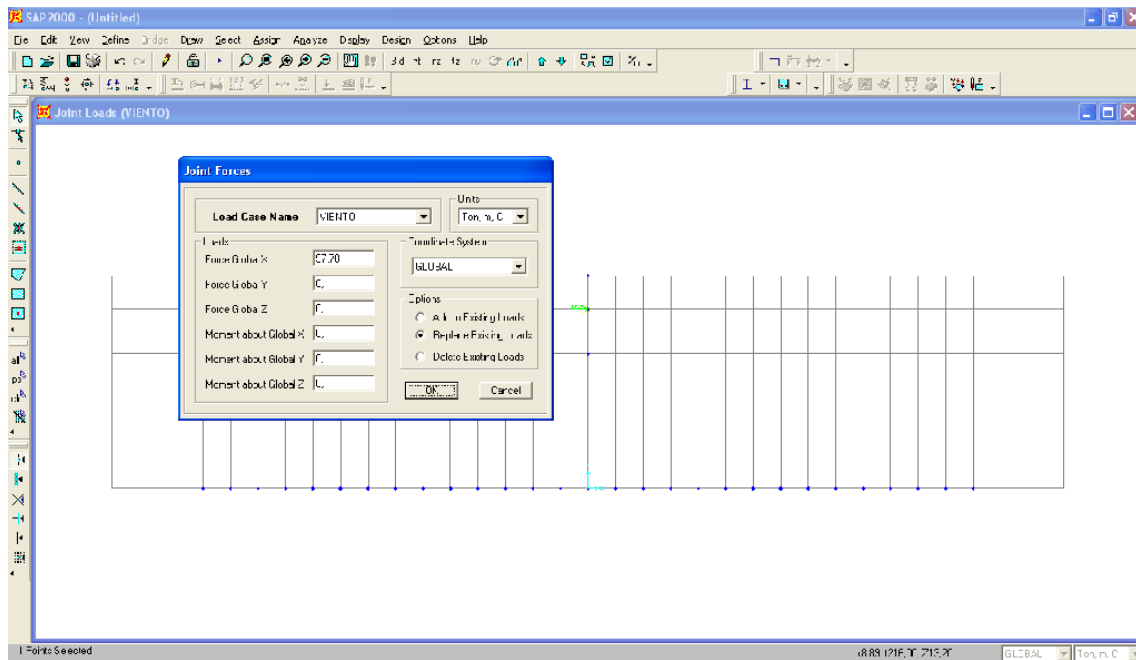 SAP2000 - (Untitled)
File Edit View Define Bridge Draw Select Assign Analyze Display Design Options Help
Joint Loads (VIENTO)
Joint Forces
Units
Load Case Name VIENTO Ton, m, C
Loads Coordinate System
Force Global X
Force Global Y GLOBAL
Force Global Z Options
Moment about Global X Add to Existing Loads
Moment about Global Y Replace Existing Loads
Moment about Global Z Delete Existing Loads
OK Cancel
Points Selected GLOBAL Ton, m, C